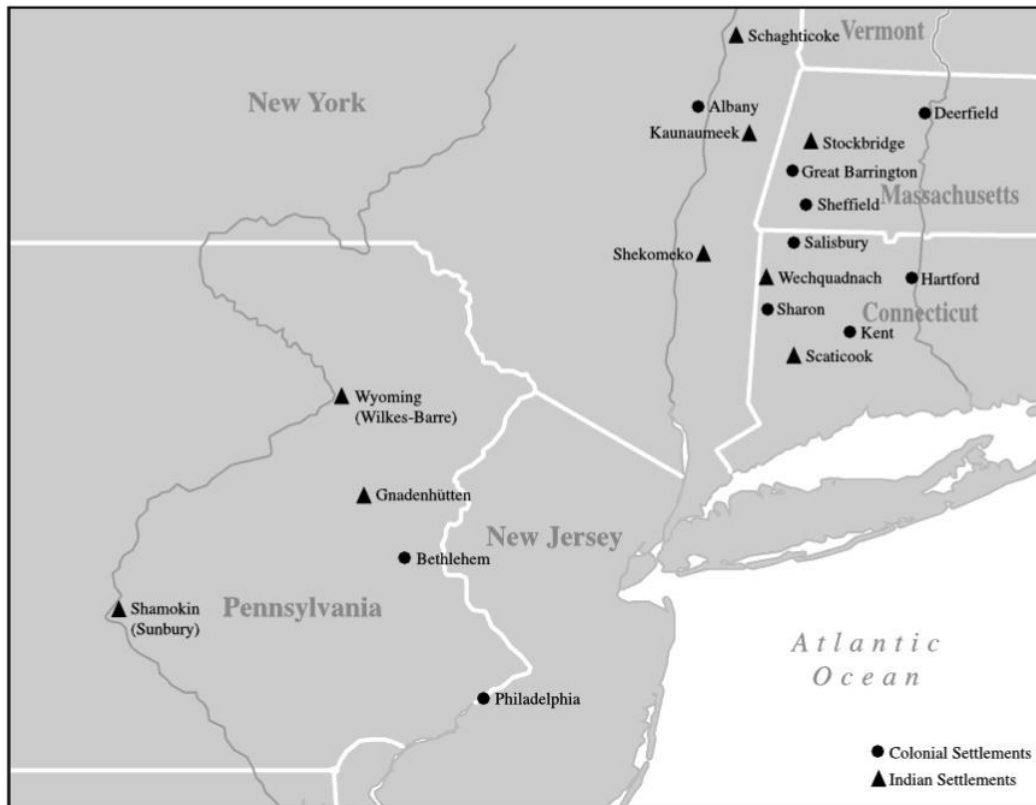 Schaghticoke
Vermont
New York
Albany
Deerfield
Kaunaumeek
Stockbridge
Great Barrington
Massachusetts
Sheffield
Salisbury
Shekomeko
Wechquadnach
Hartford
Sharon
Connecticut
Kent
Scaticook
Wyoming
(Wilkes-Barre)
Gnadenhütten
New Jersey
Bethlehem
Shamokin
(Sunbury)
Pennsylvania
Atlantic
Ocean
Philadelphia
Colonial Settlements
Indian Settlements